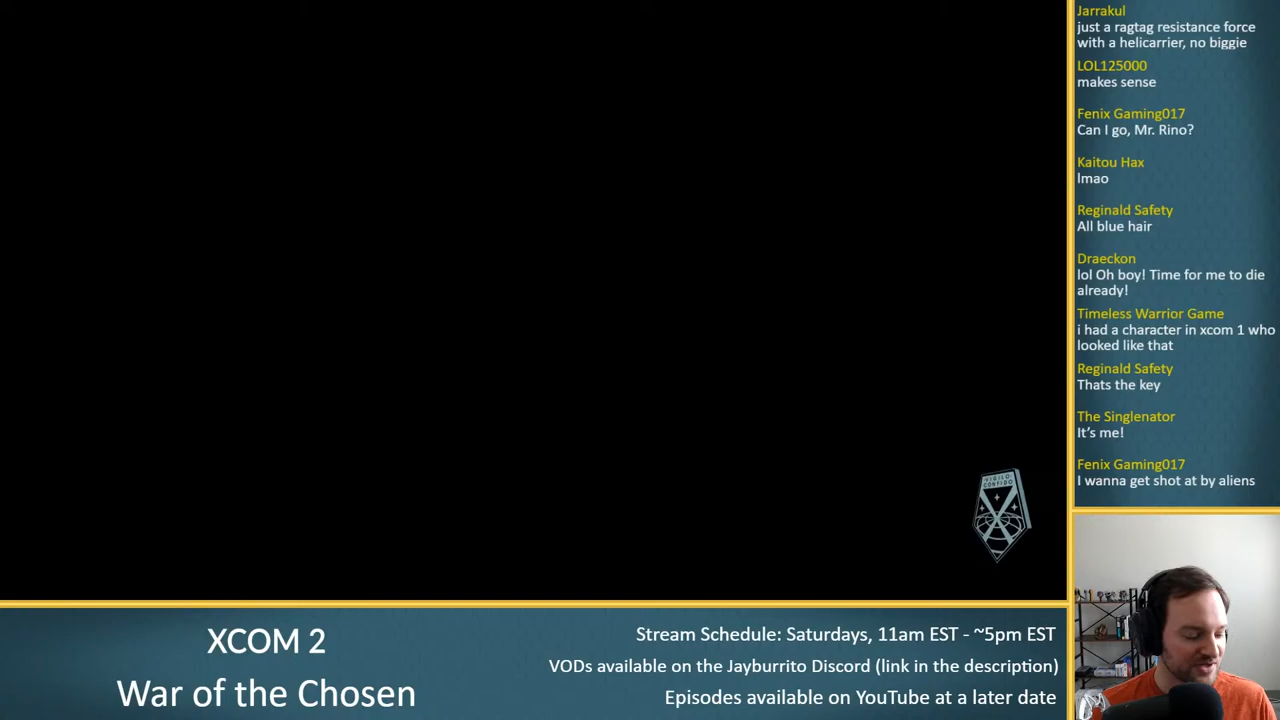 Jarrakul
just a ragtag resistance force
with a helicarrier, no biggie
LOL125000
makes sense
Fenix Gaming017
Can I go, Mr. Rino?
Kaitou Hax
lmao
Reginald Safety
All blue hair
Draeckon
lol Oh boy! Time for me to die
already!
Timeless Warrior Game
i had a character in xcom 1 who
looked like that
Reginald Safety
Thats the key
The Singlenator
It's me!
Fenix Gaming017
I wanna get shot at by aliens
VIGILO
CONFIDO
XCOM 2
War of the Chosen
Stream Schedule: Saturdays, 11am EST - ~5pm EST
VODs available on the Jayburrito Discord (link in the description)
Episodes available on YouTube at a later date